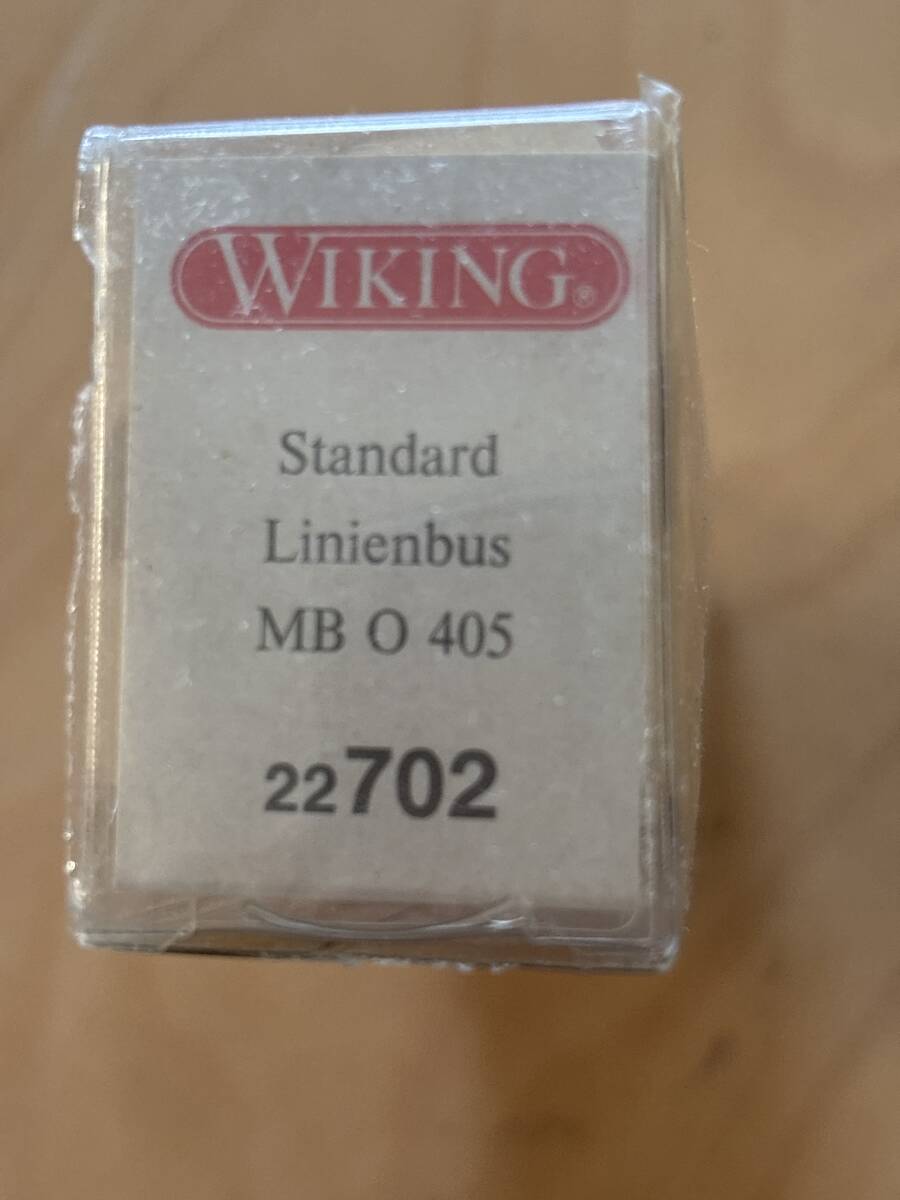 WIKING®
Standard
Linienbus
MB O 405
22702